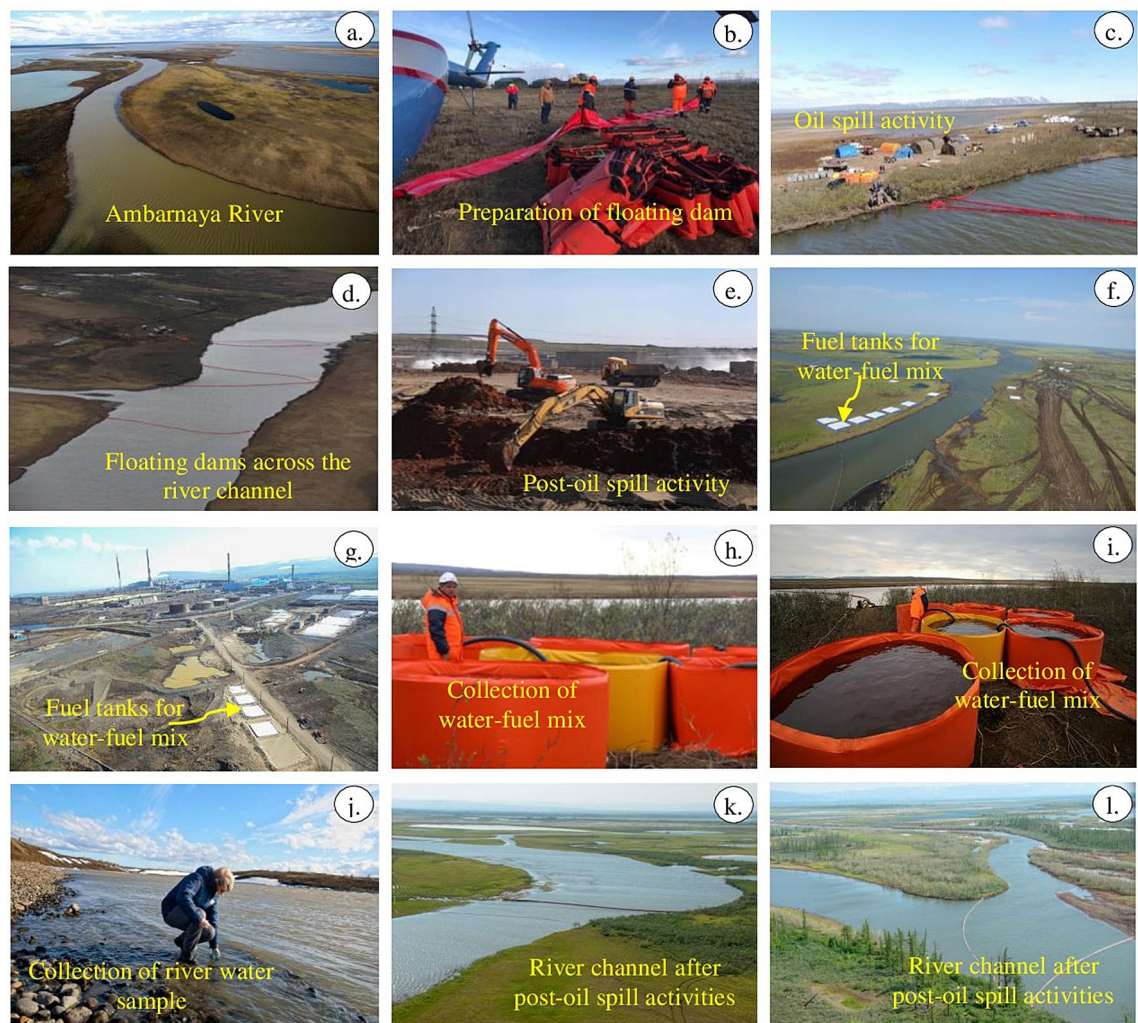 a.
Ambarnaya River
b.
Preparation of floating dam
c.
Oil spill activity
d.
Floating dams across the
river channel
e.
Post-oil spill activity
f.
Fuel tanks for
water-fuel mix
g.
Fuel tanks for
water-fuel mix
h.
Collection of
water-fuel mix
i.
Collection of
water-fuel mix
j.
Collection of river water
sample
k.
River channel after
post-oil spill activities
l.
River channel after
post-oil spill activities